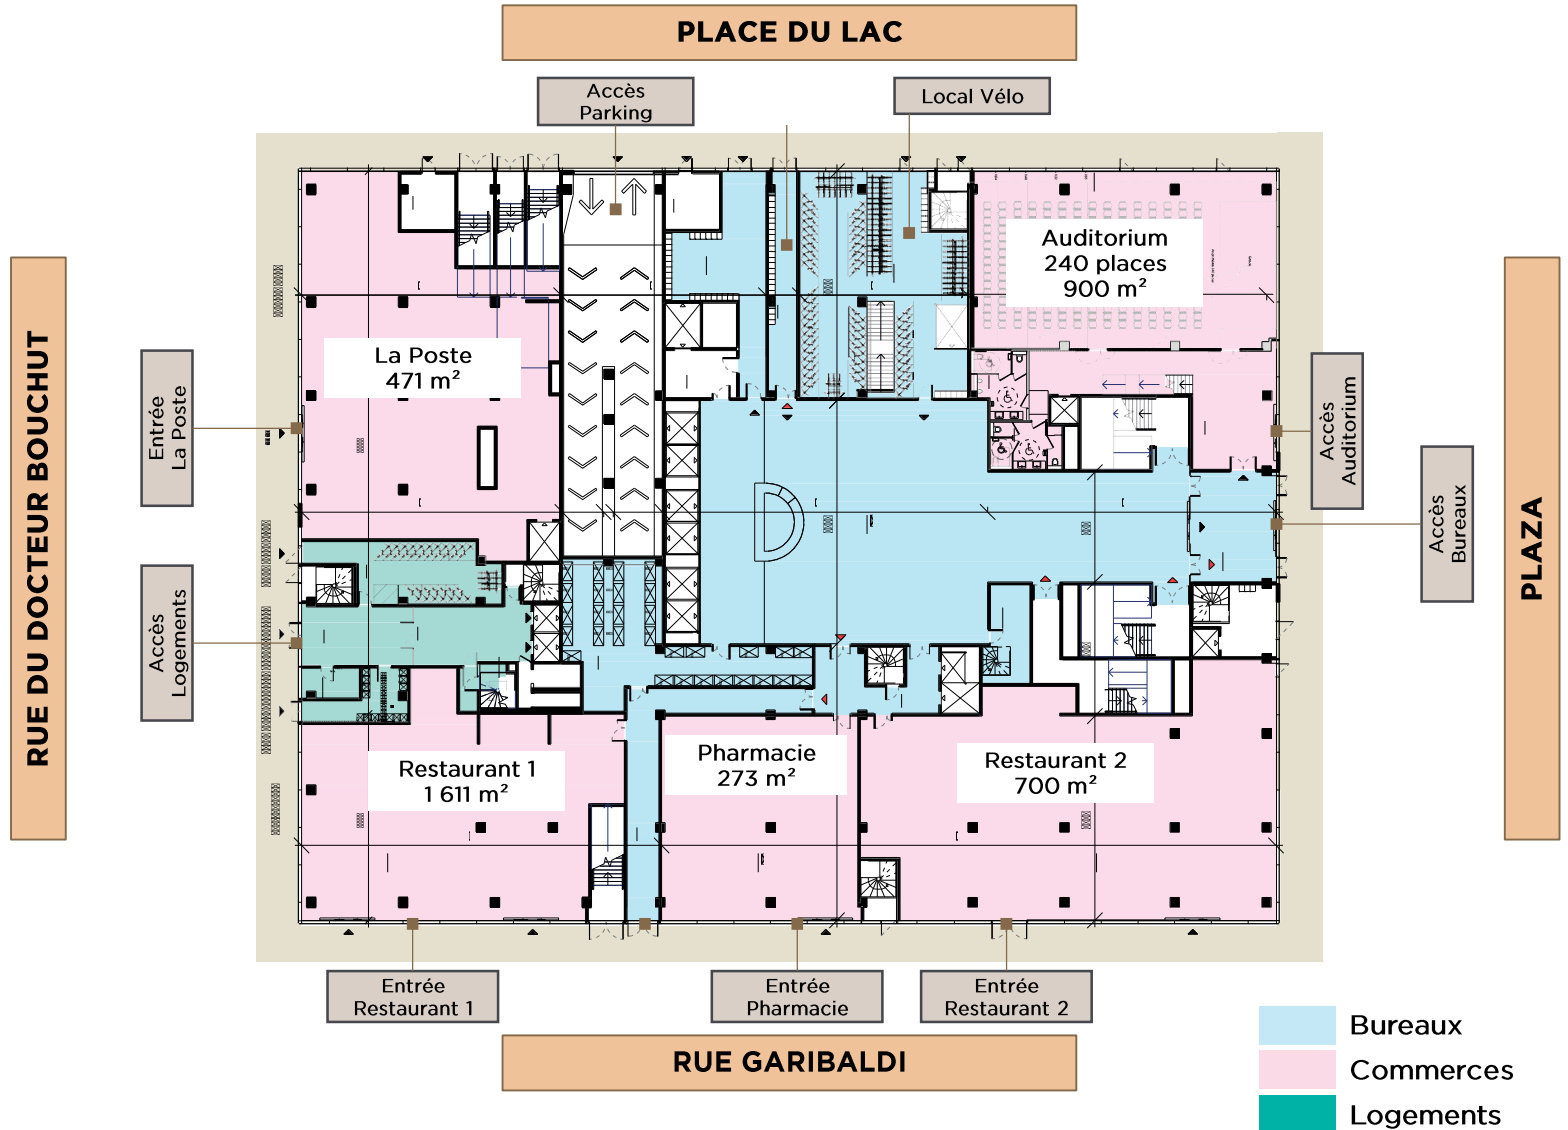 PLACE DU LAC
Accès
Parking
Local Vélo
Auditorium
240 places
900 m²
La Poste
471 m²
RUE DU DOCTEUR BOUCHUT
Entrée
La Poste
Accès
Logements
Accès
Auditorium
Accès
Bureaux
PLAZA
Restaurant 1
1 611 m²
Pharmacie
273 m²
Restaurant 2
700 m²
Entrée
Restaurant 1
Entrée
Pharmacie
Entrée
Restaurant 2
RUE GARIBALDI
Bureaux
Commerces
Logements